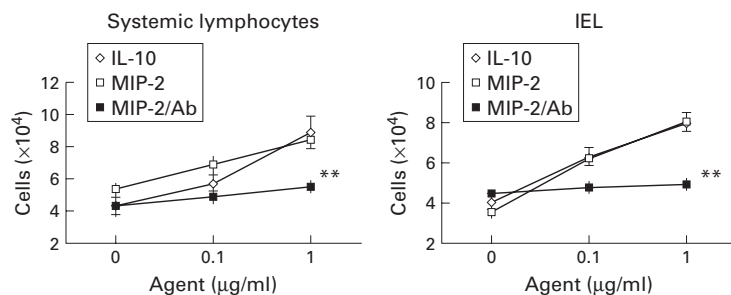 Systemic lymphocytes
IL-10
MIP-2
MIP-2/Ab
12
10
8
6
4
2
Cells (×10⁴)
**
0
0.1
1
Agent (μg/ml)
IEL
IL-10
MIP-2
MIP-2/Ab
10
8
6
4
2
Cells (×10⁴)
**
0
0.1
1
Agent (μg/ml)